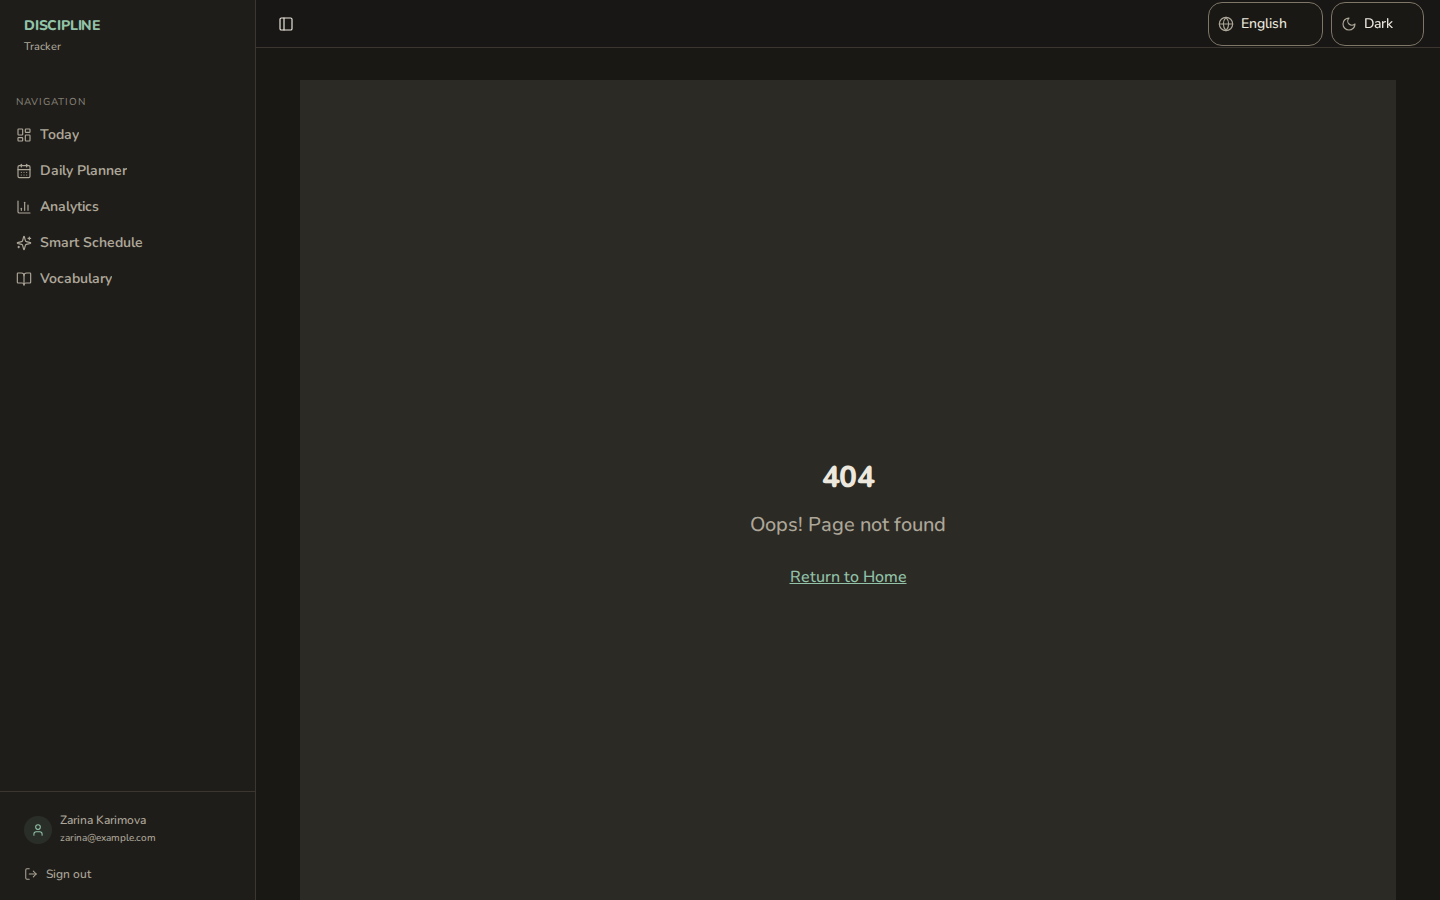 DISCIPLINE
Tracker
NAVIGATION
Today
Daily Planner
Analytics
Smart Schedule
Vocabulary
Zarina Karimova
zarina@example.com
Sign out
English
Dark
404
Oops! Page not found
Return to Home